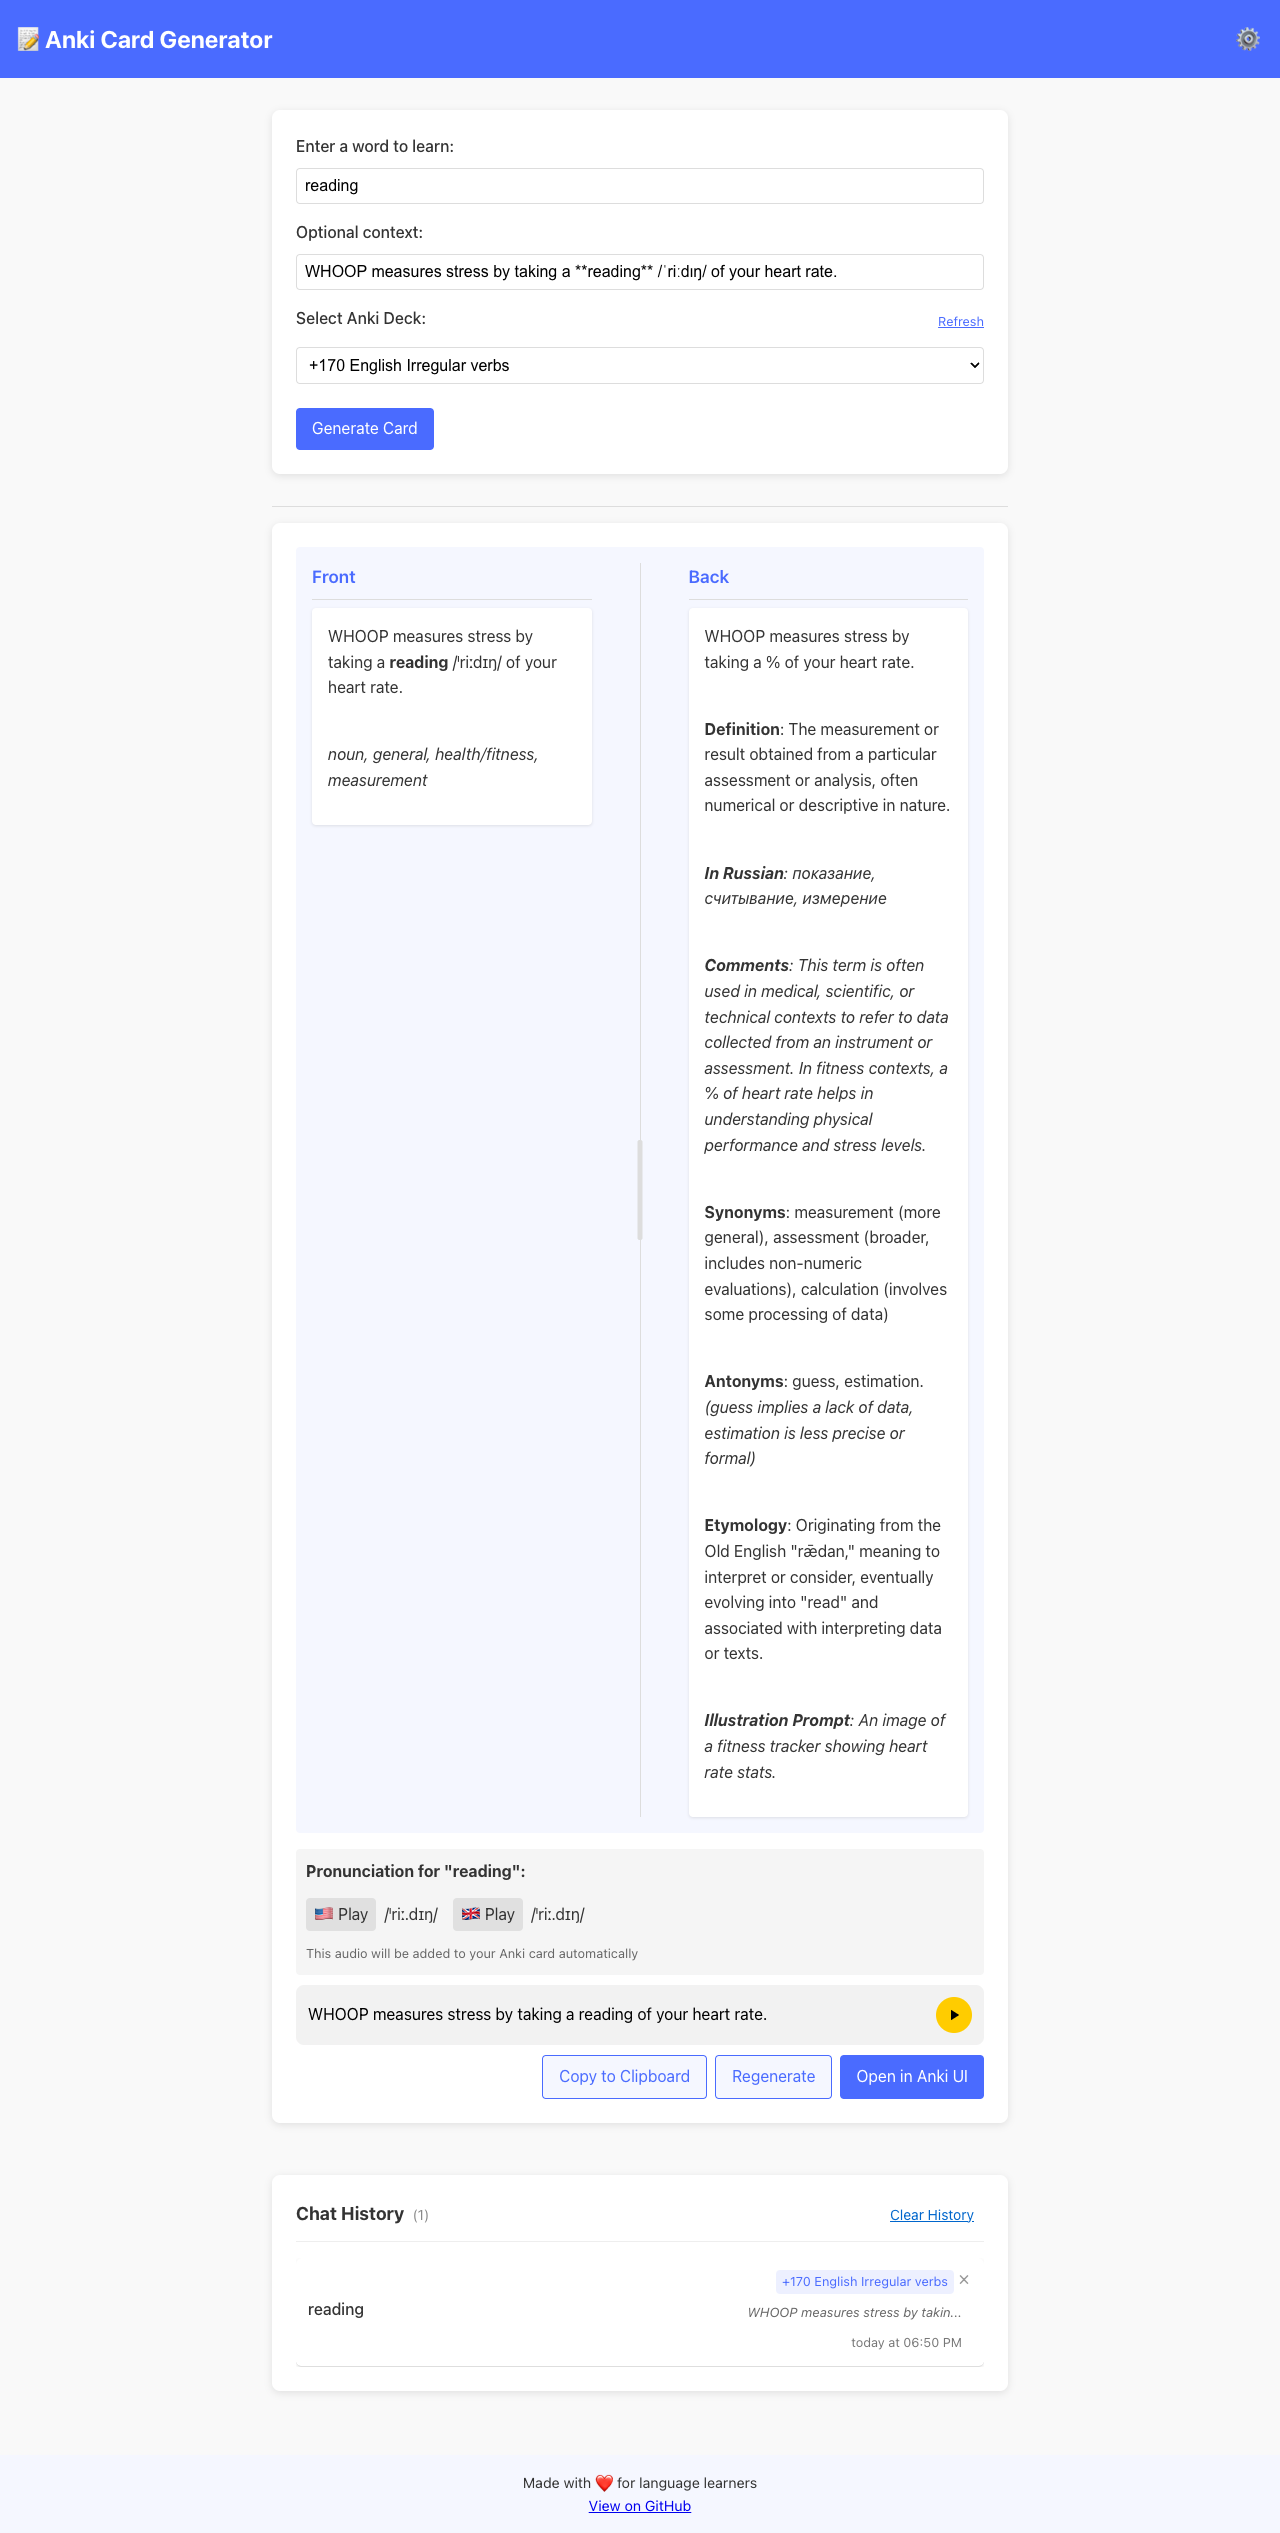 📝 Anki Card Generator
⚙️
Enter a word to learn:
reading
Optional context:
WHOOP measures stress by taking a **reading** /ˈriːdɪŋ/ of your heart rate.
Select Anki Deck:
Refresh
+170 English Irregular verbs
Generate Card
Front
WHOOP measures stress by
taking a reading /ˈriːdɪŋ/ of your
heart rate.
noun, general, health/fitness,
measurement
Back
WHOOP measures stress by
taking a % of your heart rate.
Definition: The measurement or
result obtained from a particular
assessment or analysis, often
numerical or descriptive in nature.
In Russian: показание,
считывание, измерение
Comments: This term is often
used in medical, scientific, or
technical contexts to refer to data
collected from an instrument or
assessment. In fitness contexts, a
% of heart rate helps in
understanding physical
performance and stress levels.
Synonyms: measurement (more
general), assessment (broader,
includes non-numeric
evaluations), calculation (involves
some processing of data)
Antonyms: guess, estimation.
(guess implies a lack of data,
estimation is less precise or
formal)
Etymology: Originating from the
Old English "rǣdan," meaning to
interpret or consider, eventually
evolving into "read" and
associated with interpreting data
or texts.
Illustration Prompt: An image of
a fitness tracker showing heart
rate stats.
Pronunciation for "reading":
🇺🇸 Play /ˈriː.dɪŋ/ 🇬🇧 Play /ˈriː.dɪŋ/
This audio will be added to your Anki card automatically
WHOOP measures stress by taking a reading of your heart rate.
Copy to Clipboard
Regenerate
Open in Anki UI
Chat History (1)
Clear History
+170 English Irregular verbs ×
reading
WHOOP measures stress by takin...
today at 06:50 PM
Made with ❤️ for language learners
View on GitHub